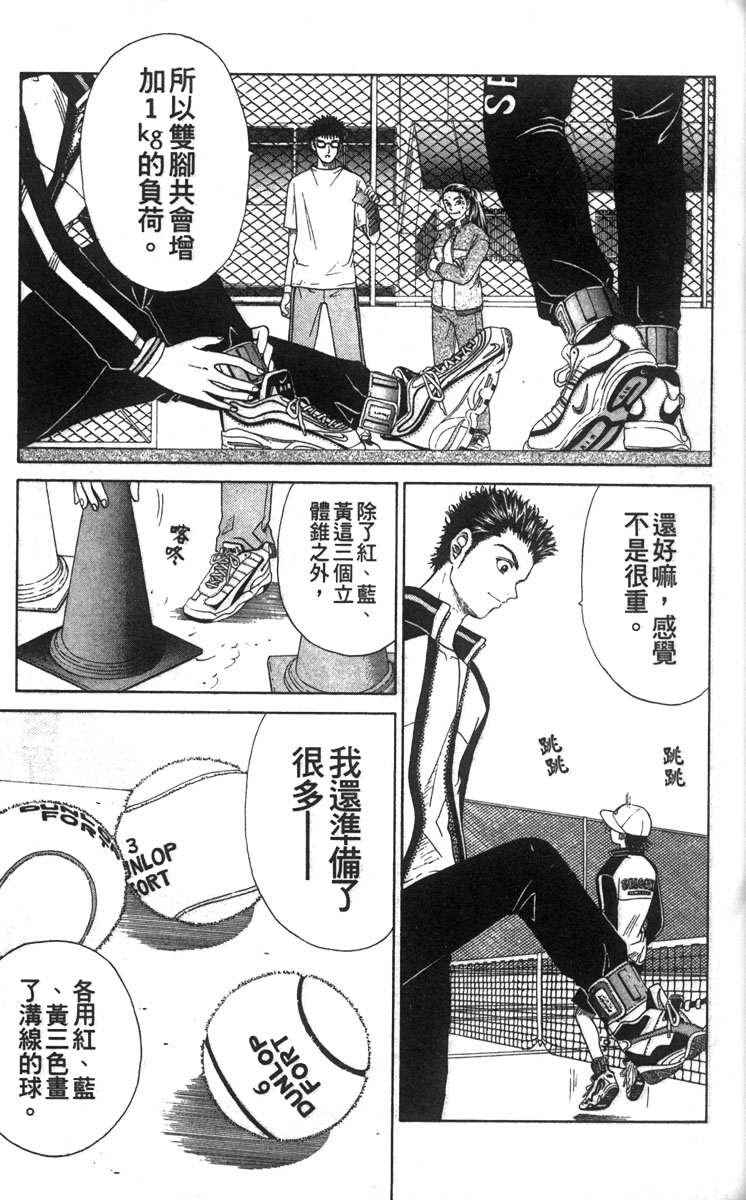 所以雙腳共會增
加1kg的負荷。
SE
還好嘛，感覺
不是很重。
跳跳
跳跳
除了紅、藍、
黃這三個立
體錐之外，
喀咚
我還準備了
很多——
DUNLOP
FORT
3
DUNLOP
FORT
6
DUNLOP
FORT
各用紅、藍
、黃三色畫
了溝線的球。